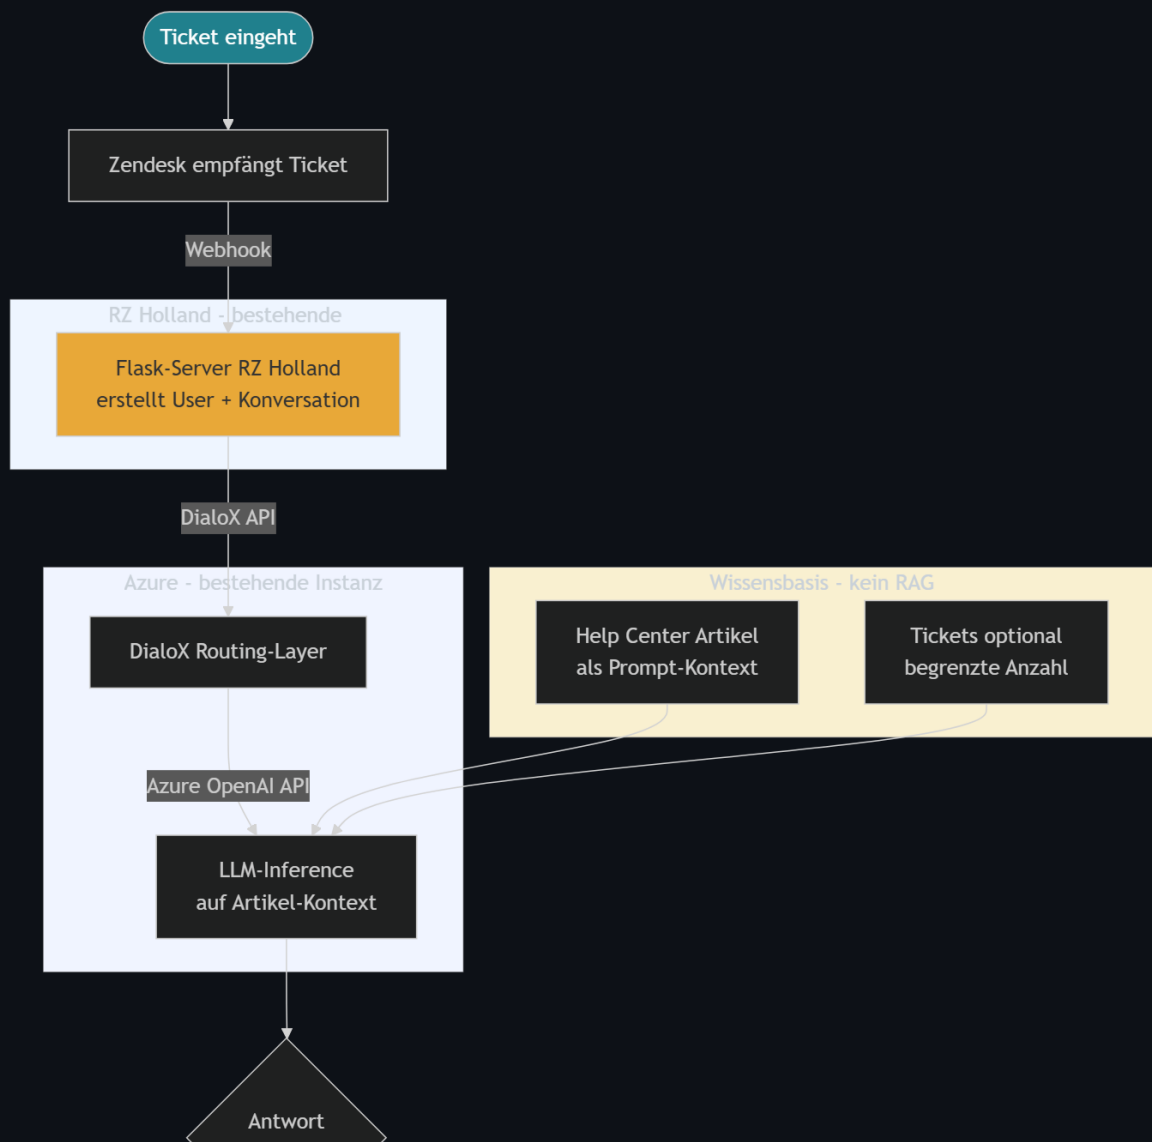 Ticket eingeht
Zendesk empfängt Ticket
Webhook
RZ Holland - bestehende
Flask-Server RZ Holland
erstellt User + Konversation
DialoX API
Azure - bestehende Instanz
DialoX Routing-Layer
Azure OpenAI API
LLM-Inference
auf Artikel-Kontext
Wissensbasis - kein RAG
Help Center Artikel
als Prompt-Kontext
Tickets optional
begrenzte Anzahl
Antwort